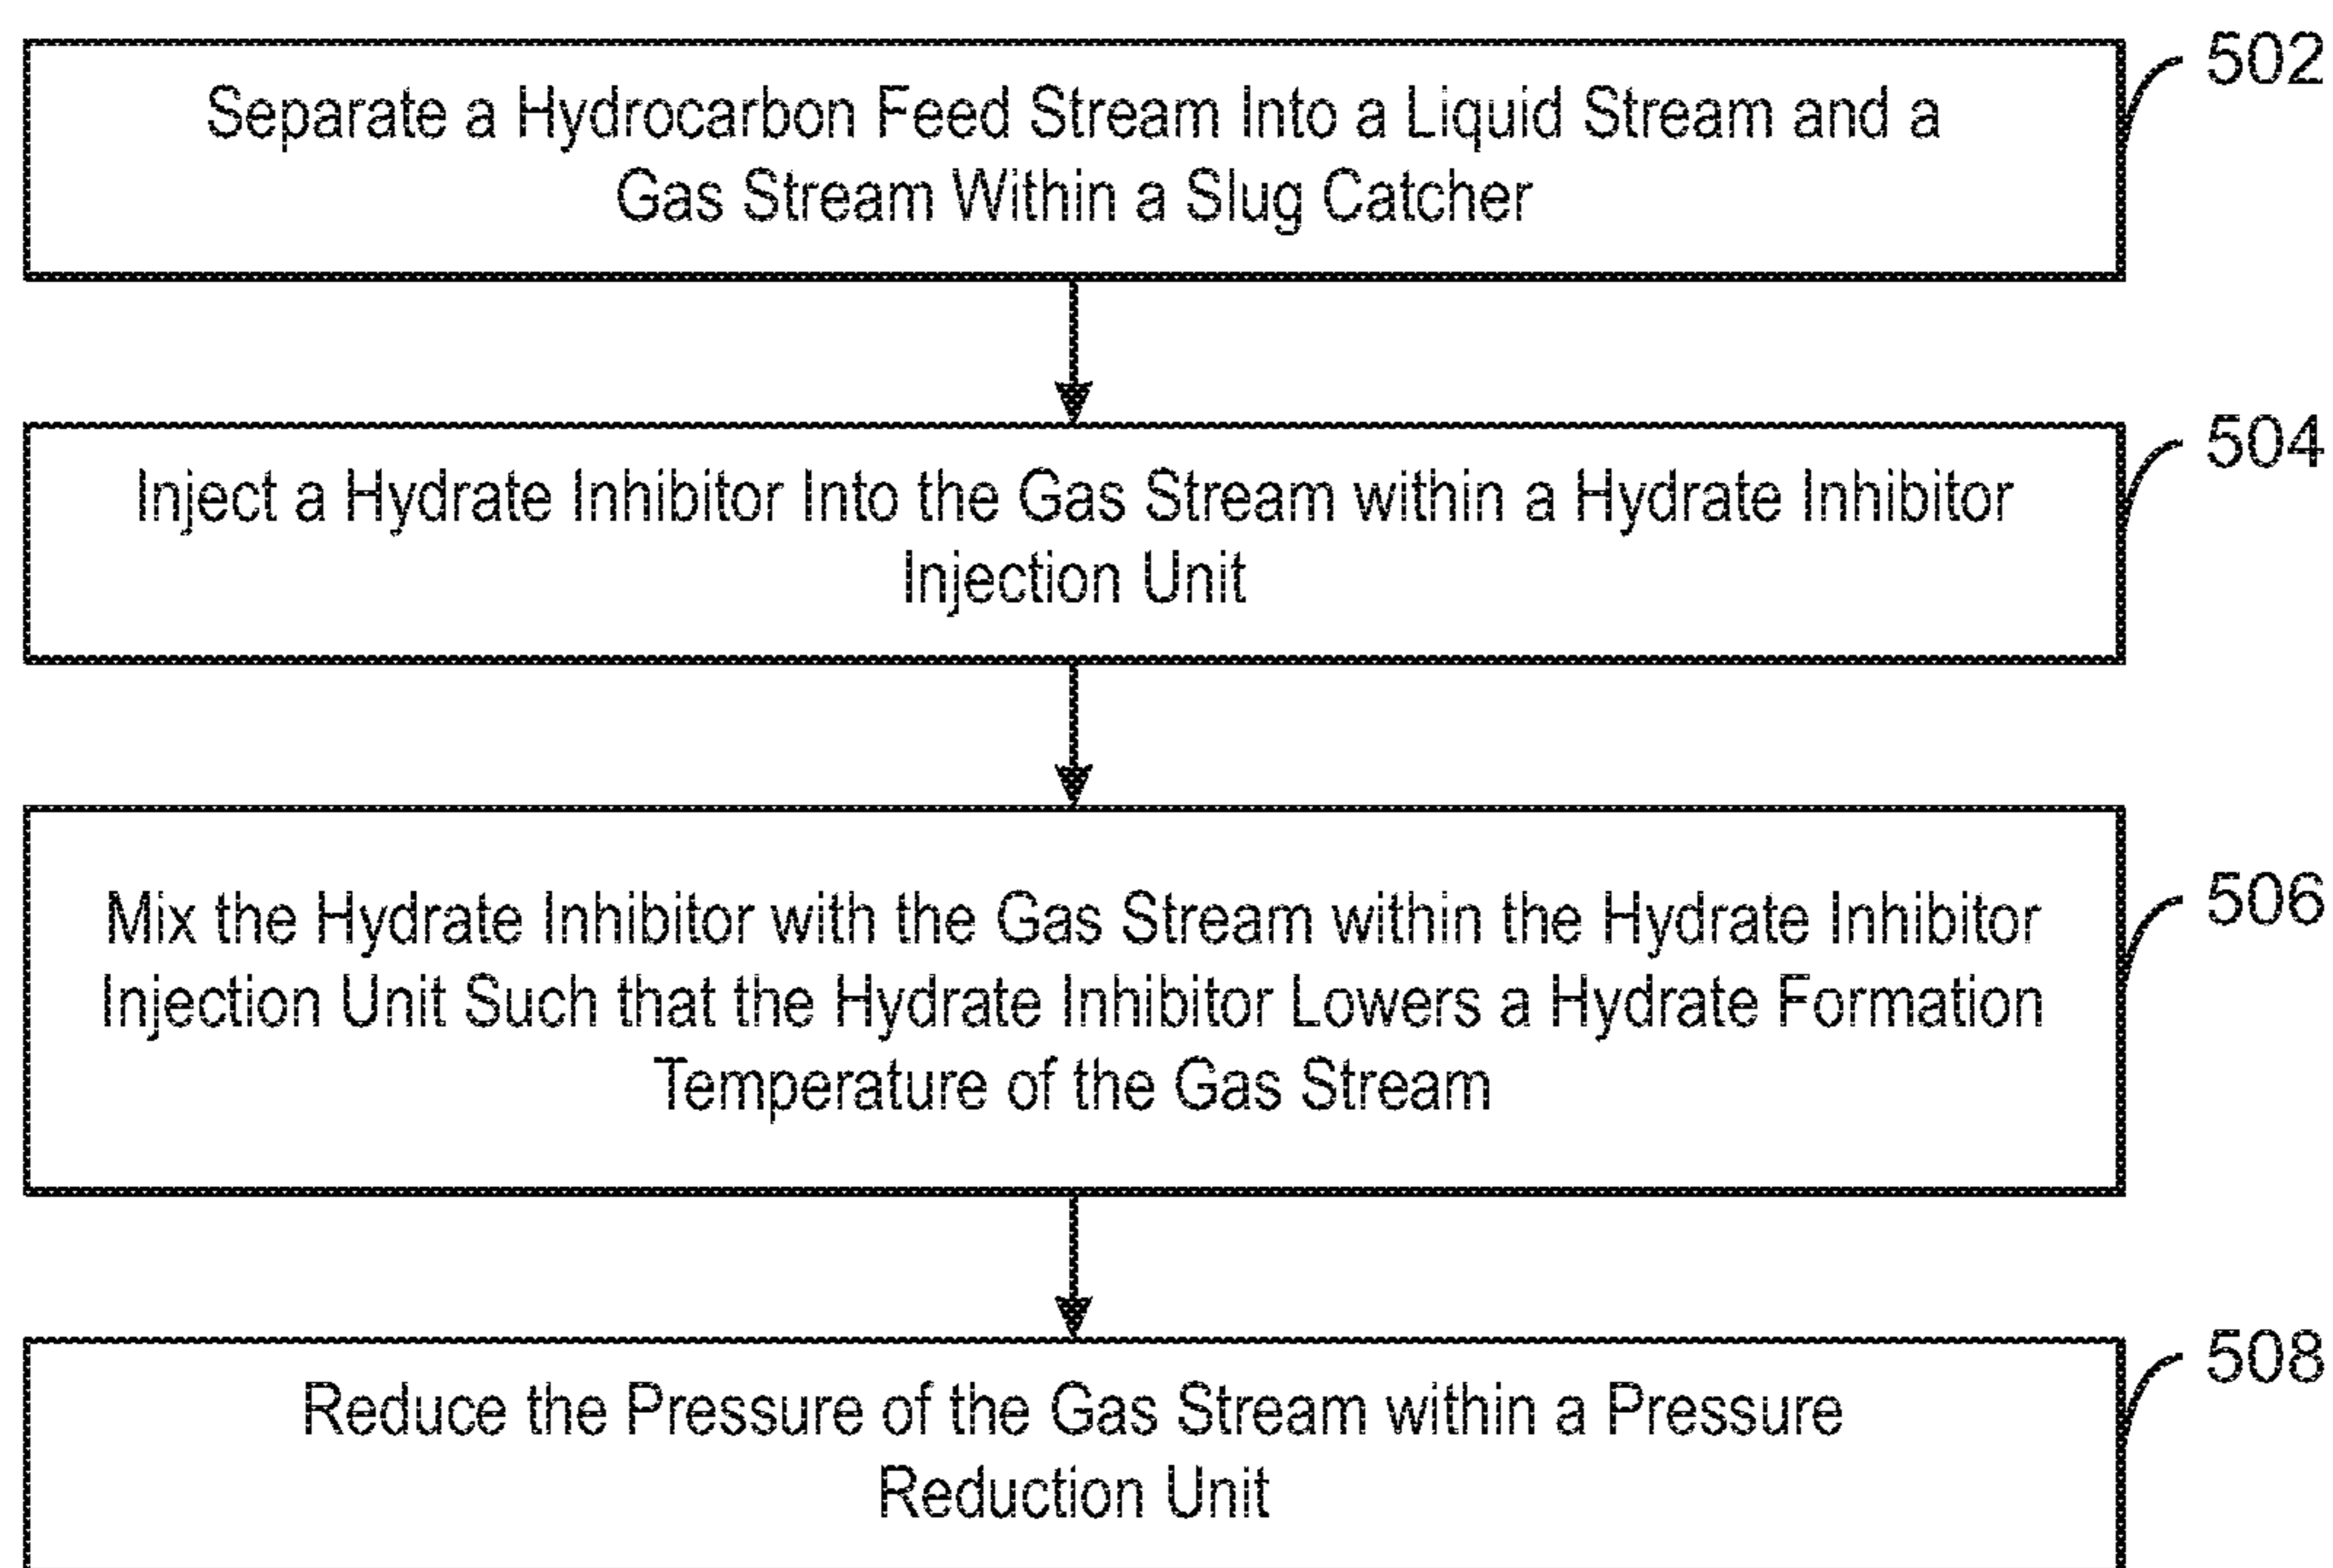 502
Separate a Hydrocarbon Feed Stream Into a Liquid Stream and a
Gas Stream Within a Slug Catcher
504
Inject a Hydrate Inhibitor Into the Gas Stream within a Hydrate Inhibitor
Injection Unit
506
Mix the Hydrate Inhibitor with the Gas Stream within the Hydrate Inhibitor
Injection Unit Such that the Hydrate Inhibitor Lowers a Hydrate Formation
Temperature of the Gas Stream
508
Reduce the Pressure of the Gas Stream within a Pressure
Reduction Unit